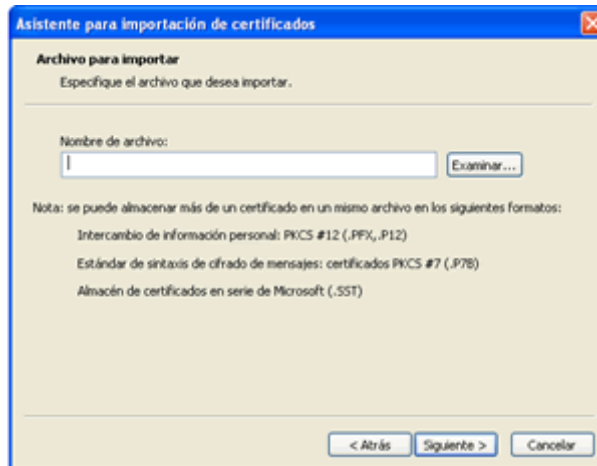 Asistente para importación de certificados
Archivo para importar
Especifique el archivo que desea importar.
Nombre de archivo:
Examinar...
Nota: se puede almacenar más de un certificado en un mismo archivo en los siguientes formatos:
Intercambio de información personal: PKCS #12 (.PFX,.P12)
Estándar de sintaxis de cifrado de mensajes: certificados PKCS #7 (.P7B)
Almacén de certificados en serie de Microsoft (.SST)
< Atrás Siguiente > Cancelar